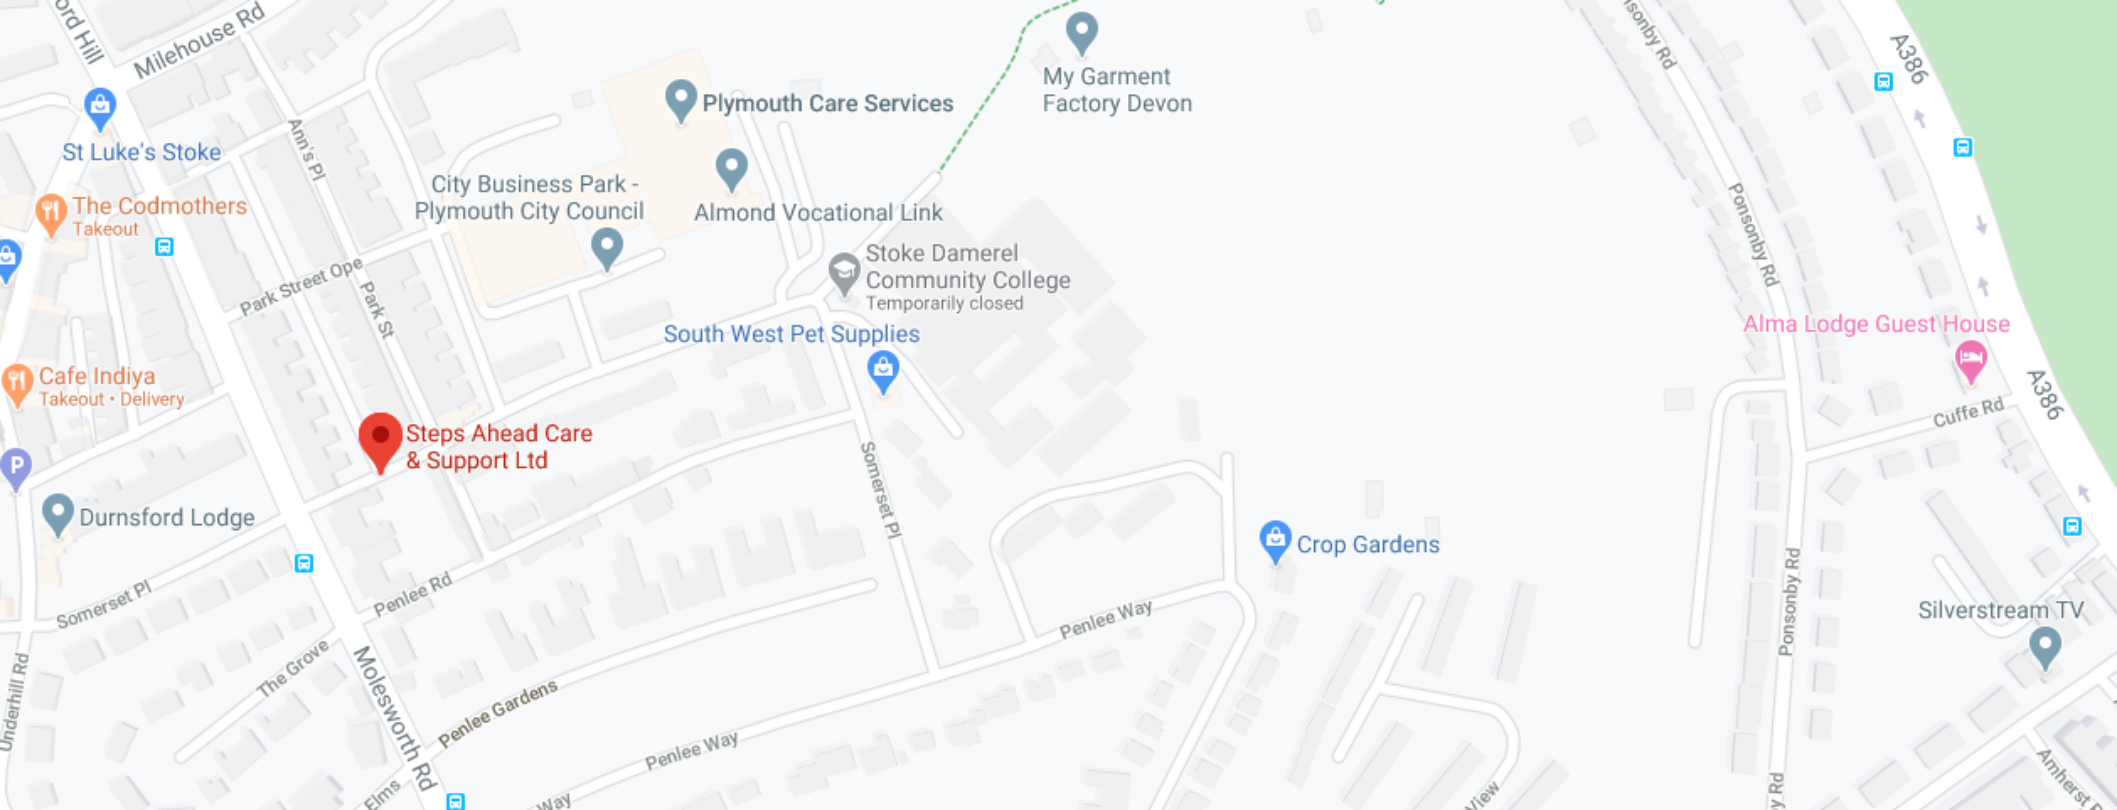 ord Hill
Milehouse Rd
St Luke's Stoke
Ann's Pl
The Codmothers
Takeout
Park Street Ope
Park St
Cafe Indiya
Takeout • Delivery
P
Durnsford Lodge
Somerset Pl
Underhill Rd
The Grove
Molesworth Rd
Elms
Penlee Rd
Penlee Gardens
Steps Ahead Care
& Support Ltd
City Business Park -
Plymouth City Council
Plymouth Care Services
Almond Vocational Link
My Garment
Factory Devon
Stoke Damerel
Community College
Temporarily closed
South West Pet Supplies
Somerset Pl
Penlee Way
Penlee Way
Way
Crop Gardens
View
nsonby Rd
Ponsonby Rd
Ponsonby Rd
y Rd
A386
A386
Alma Lodge Guest House
Cuffe Rd
Silverstream TV
Amherst R